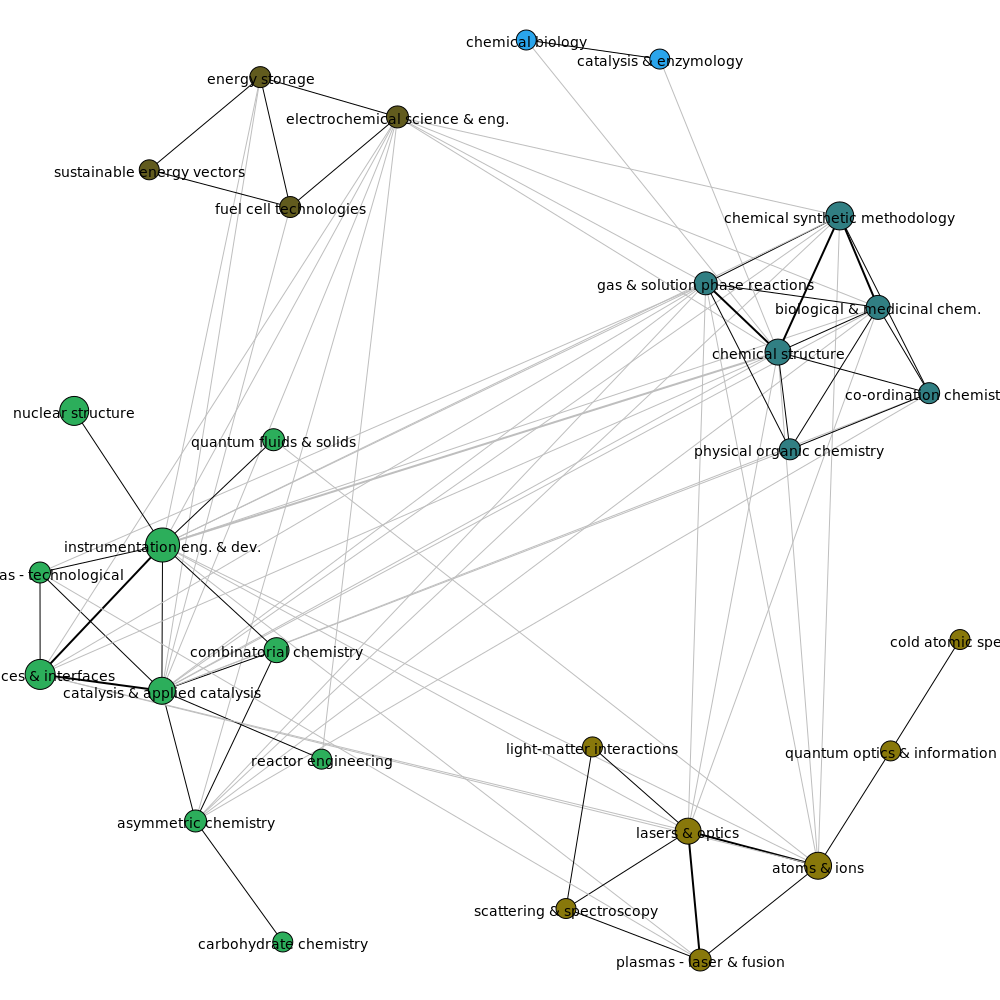 chemical biology
catalysis & enzymology
energy storage
electrochemical science & eng.
sustainable energy vectors
fuel cell technologies
chemical synthetic methodology
gas & solution phase reactions
biological & medicinal chem.
chemical structure
co-ordination chemist
nuclear structure
quantum fluids & solids
physical organic chemistry
instrumentation eng. & dev.
as - technological
cold atomic spe
combinatorial chemistry
ces & interfaces
catalysis & applied catalysis
light-matter interactions
quantum optics & information
reactor engineering
asymmetric chemistry
lasers & optics
atoms & ions
scattering & spectroscopy
carbohydrate chemistry
plasmas - laser & fusion